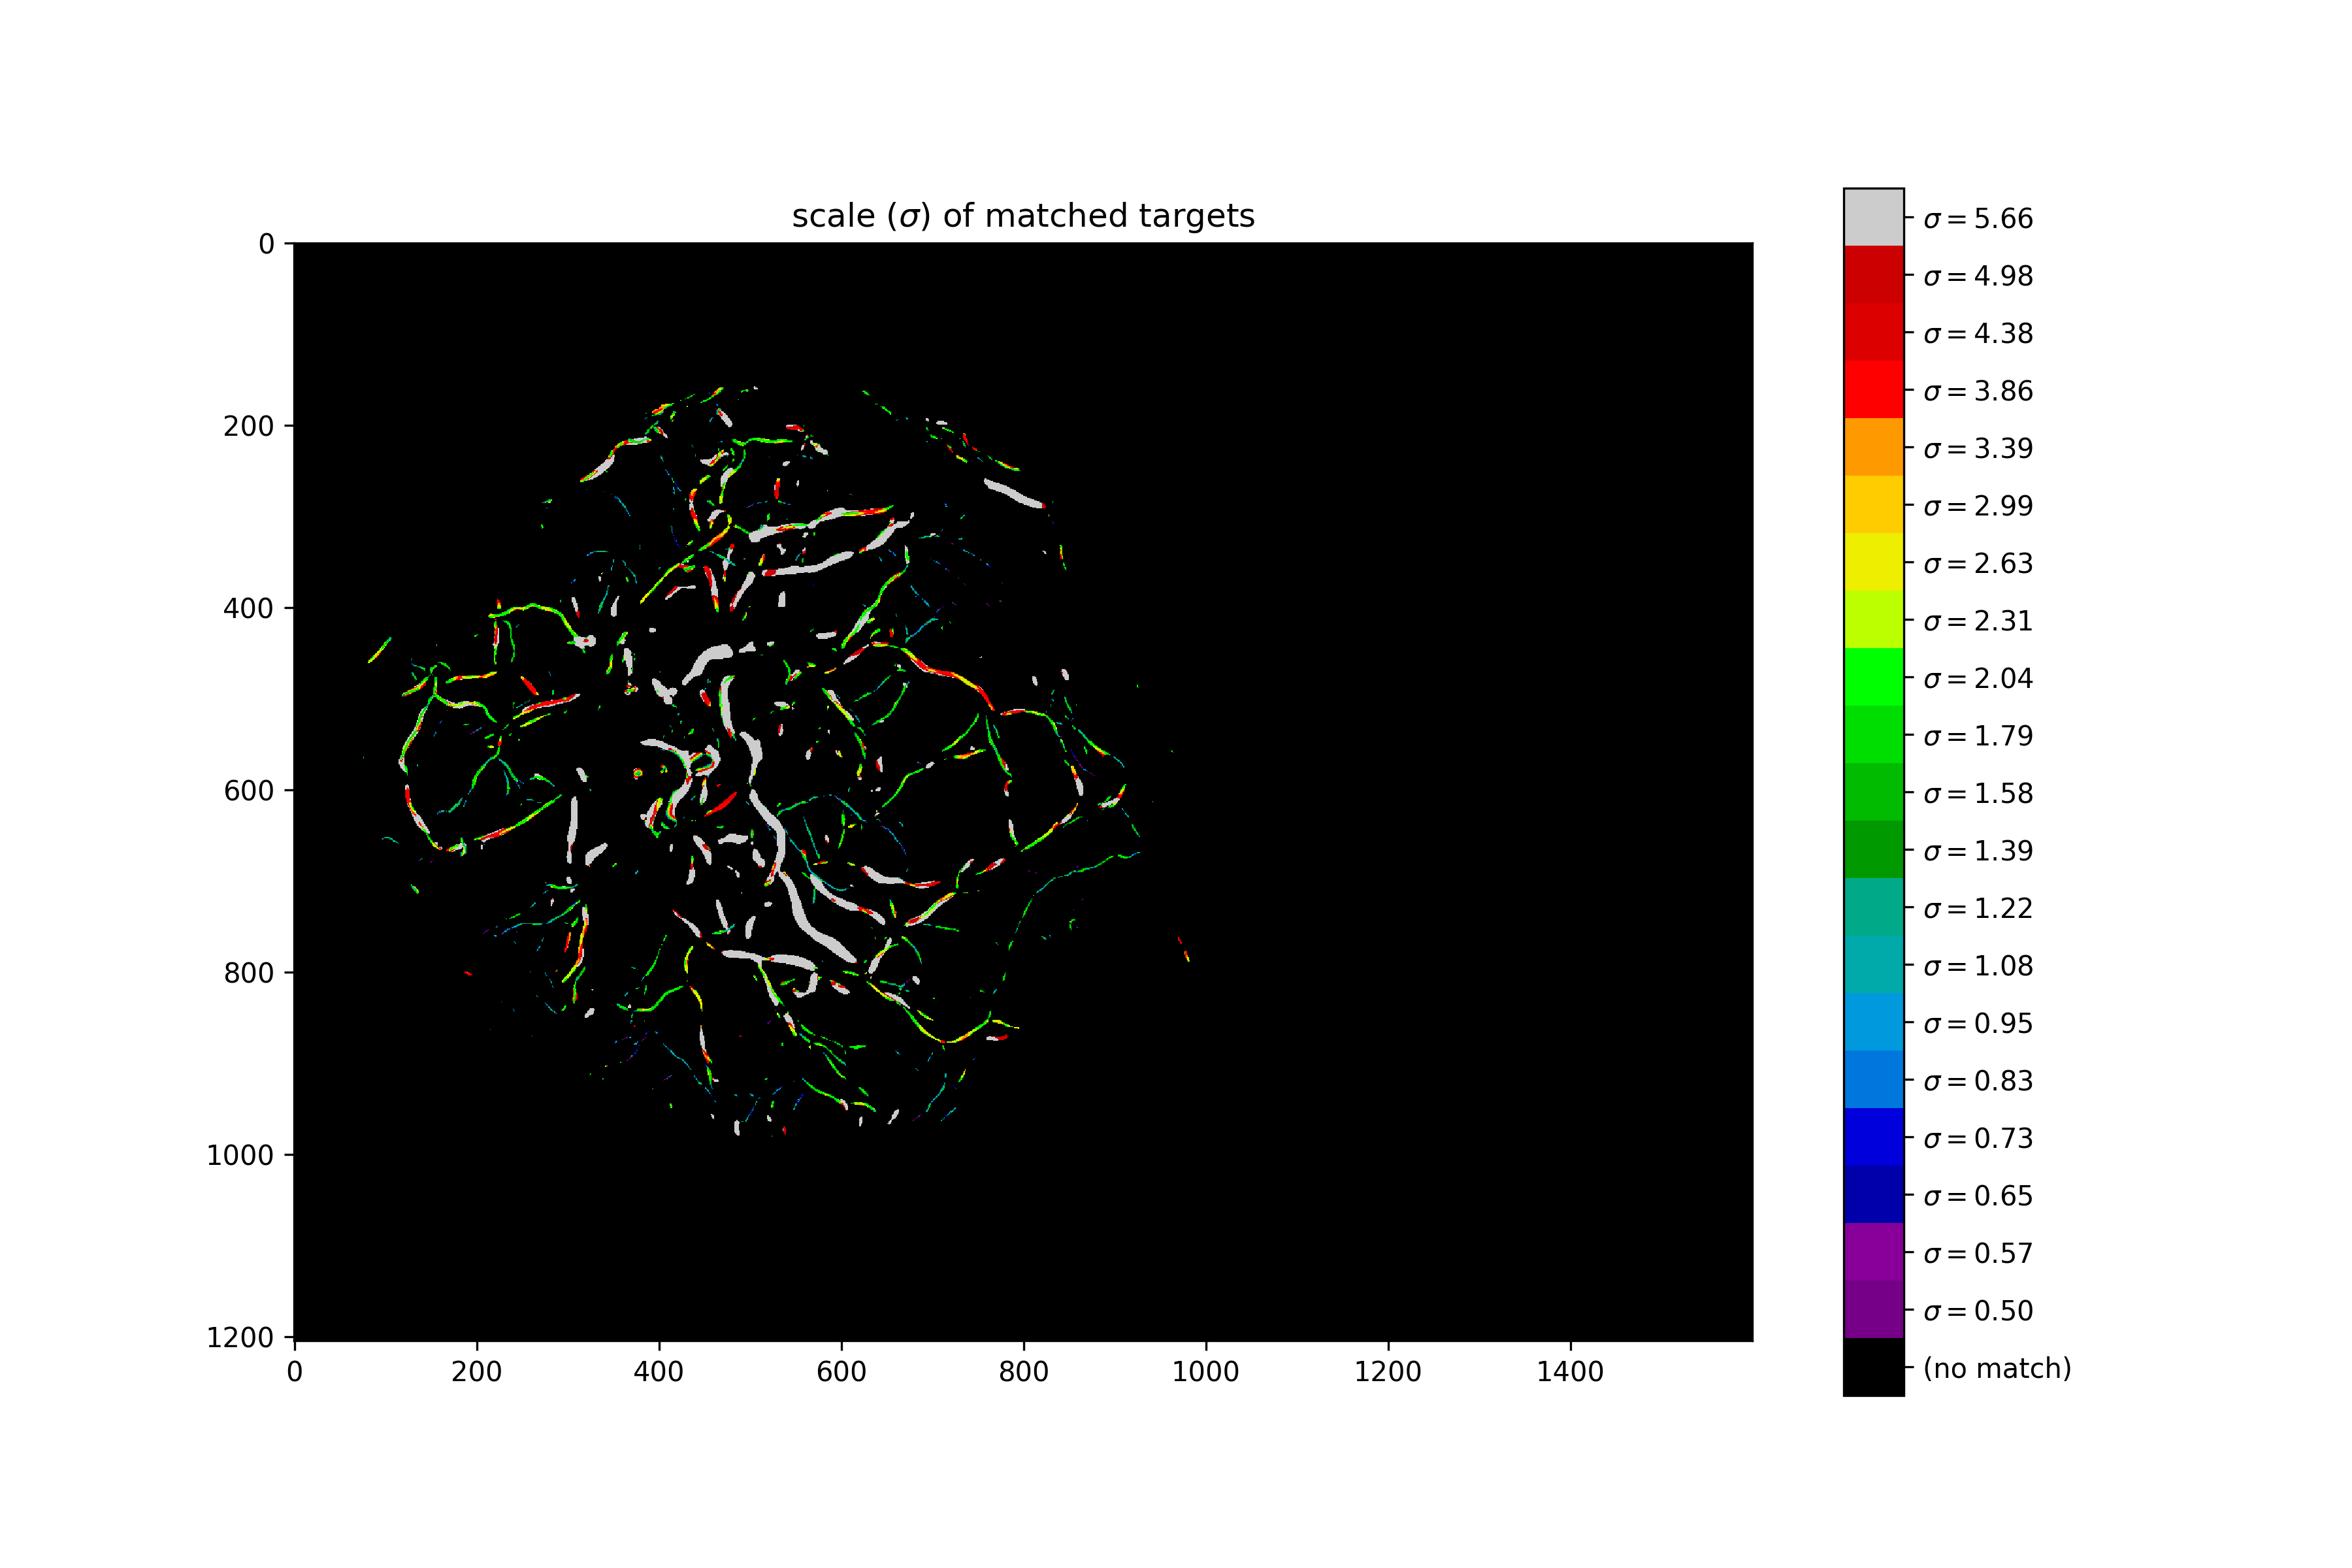 scale (σ) of matched targets
0
200
400
600
800
1000
1200
0 200 400 600 800 1000 1200 1400
σ = 5.66
σ = 4.98
σ = 4.38
σ = 3.86
σ = 3.39
σ = 2.99
σ = 2.63
σ = 2.31
σ = 2.04
σ = 1.79
σ = 1.58
σ = 1.39
σ = 1.22
σ = 1.08
σ = 0.95
σ = 0.83
σ = 0.73
σ = 0.65
σ = 0.57
σ = 0.50
(no match)